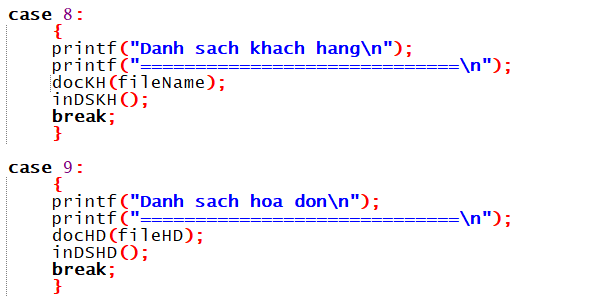 case 8:
{
printf("Danh sach khach hang\n");
printf("=============================\n");
docKH(fileName);
inDSKH();
break;
}
case 9:
{
printf("Danh sach hoa don\n");
printf("=============================\n");
docHD(fileHD);
inDSHD();
break;
}